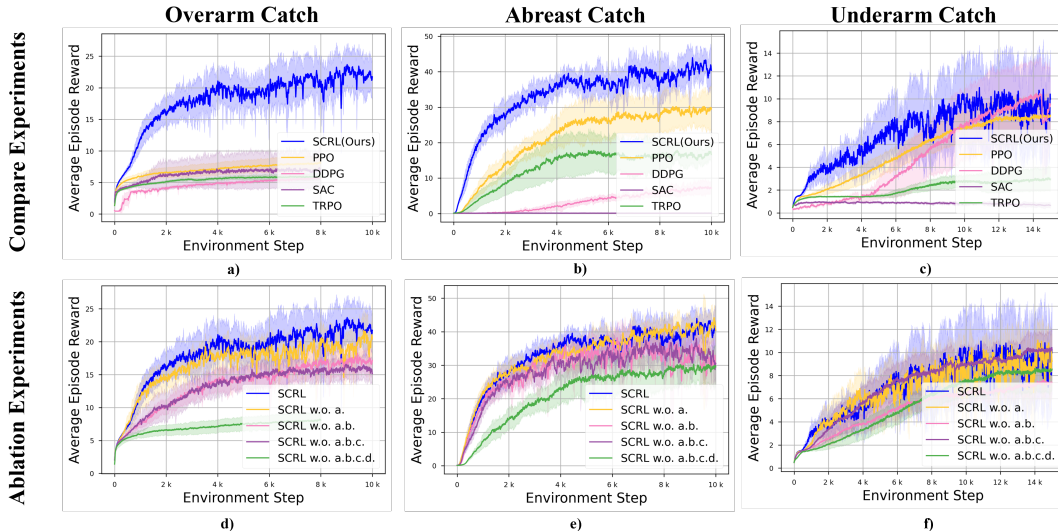 Overarm Catch
Abreast Catch
Underarm Catch
Compare Experiments
Average Episode Reward
25
20
15
10
5
0
SCRL(Ours)
PPO
DDPG
SAC
TRPO
0
2 k
4 k
6 k
8 k
10 k
Environment Step
a)
Average Episode Reward
50
40
30
20
10
0
SCRL(Ours)
PPO
DDPG
SAC
TRPO
0
2 k
4 k
6 k
8 k
10 k
Environment Step
b)
Average Episode Reward
14
12
10
8
6
4
2
0
SCRL(Ours)
PPO
DDPG
SAC
TRPO
0
2 k
4 k
6 k
8 k
10 k
12 k
14 k
Environment Step
c)
Ablation Experiments
Average Episode Reward
25
20
15
10
5
0
SCRL
SCRL w.o. a.
SCRL w.o. a.b.
SCRL w.o. a.b.c.
SCRL w.o. a.b.c.d.
0
2 k
4 k
6 k
8 k
10 k
Environment Step
d)
Average Episode Reward
50
40
30
20
10
0
SCRL
SCRL w.o. a.
SCRL w.o. a.b.
SCRL w.o. a.b.c.
SCRL w.o. a.b.c.d.
0
2 k
4 k
6 k
8 k
10 k
Environment Step
e)
Average Episode Reward
14
12
10
8
6
4
2
0
SCRL
SCRL w.o. a.
SCRL w.o. a.b.
SCRL w.o. a.b.c.
SCRL w.o. a.b.c.d.
0
2 k
4 k
6 k
8 k
10 k
12 k
14 k
Environment Step
f)